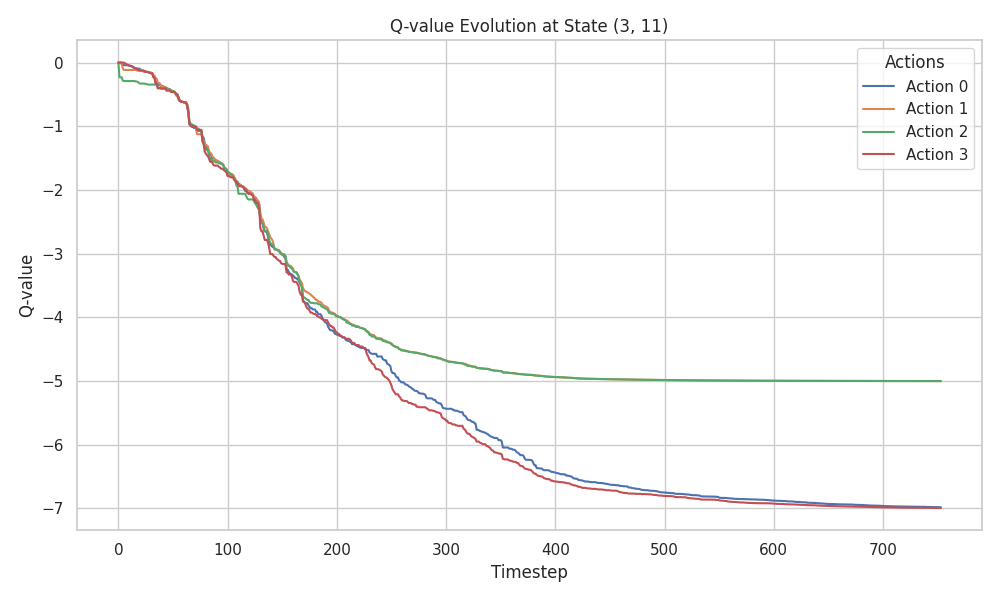 Q-value Evolution at State (3, 11)
Actions
Action 0
Action 1
Action 2
Action 3
Q-value
0
−1
−2
−3
−4
−5
−6
−7
0 100 200 300 400 500 600 700
Timestep